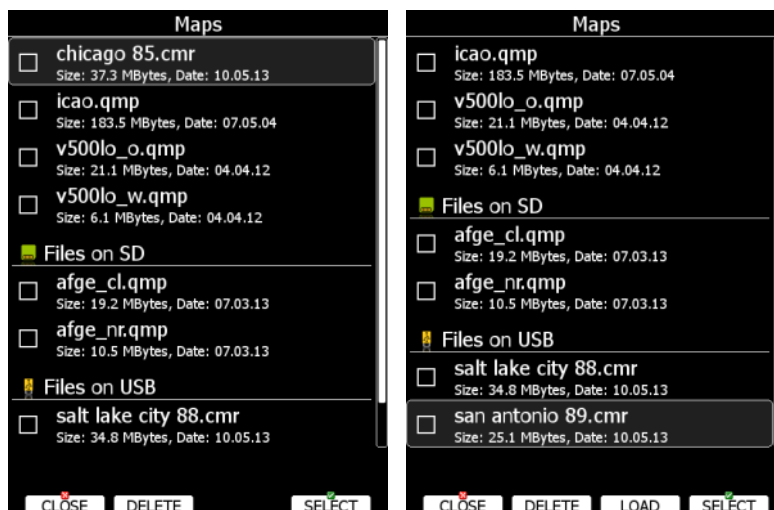 Maps
chicago 85.cmr
Size: 37.3 MBytes, Date: 10.05.13
icao.qmp
Size: 183.5 MBytes, Date: 07.05.04
v500lo_o.qmp
Size: 21.1 MBytes, Date: 04.04.12
v500lo_w.qmp
Size: 6.1 MBytes, Date: 04.04.12
Files on SD
afge_cl.qmp
Size: 19.2 MBytes, Date: 07.03.13
afge_nr.qmp
Size: 10.5 MBytes, Date: 07.03.13
Files on USB
salt lake city 88.cmr
Size: 34.8 MBytes, Date: 10.05.13
CLOSE DELETE SELECT
Maps
icao.qmp
Size: 183.5 MBytes, Date: 07.05.04
v500lo_o.qmp
Size: 21.1 MBytes, Date: 04.04.12
v500lo_w.qmp
Size: 6.1 MBytes, Date: 04.04.12
Files on SD
afge_cl.qmp
Size: 19.2 MBytes, Date: 07.03.13
afge_nr.qmp
Size: 10.5 MBytes, Date: 07.03.13
Files on USB
salt lake city 88.cmr
Size: 34.8 MBytes, Date: 10.05.13
san antonio 89.cmr
Size: 25.1 MBytes, Date: 10.05.13
CLOSE DELETE LOAD SELECT